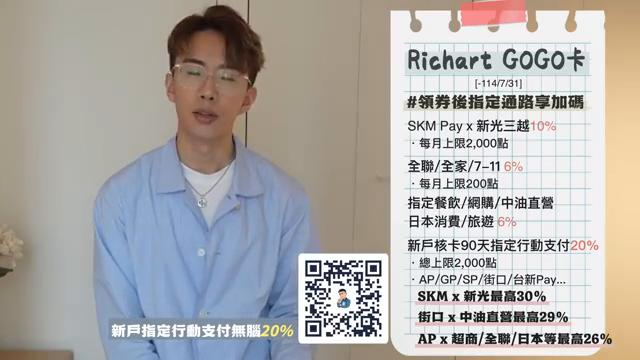 Richart GOGO卡
[-114/7/31]
#領券後指定通路享加碼
SKM Pay x 新光三越10%
·每月上限2,000點
全聯/全家/7-11 6%
·每月上限200點
指定餐飲/網購/中油直營
日本消費/旅遊 6%
新戶核卡90天指定行動支付20%
·總上限2,000點
·AP/GP/SP/街口/台新Pay...
SKM x 新光最高30%
街口 x 中油直營最高29%
AP x 超商/全聯/日本等最高26%
新戶指定行動支付無腦20%